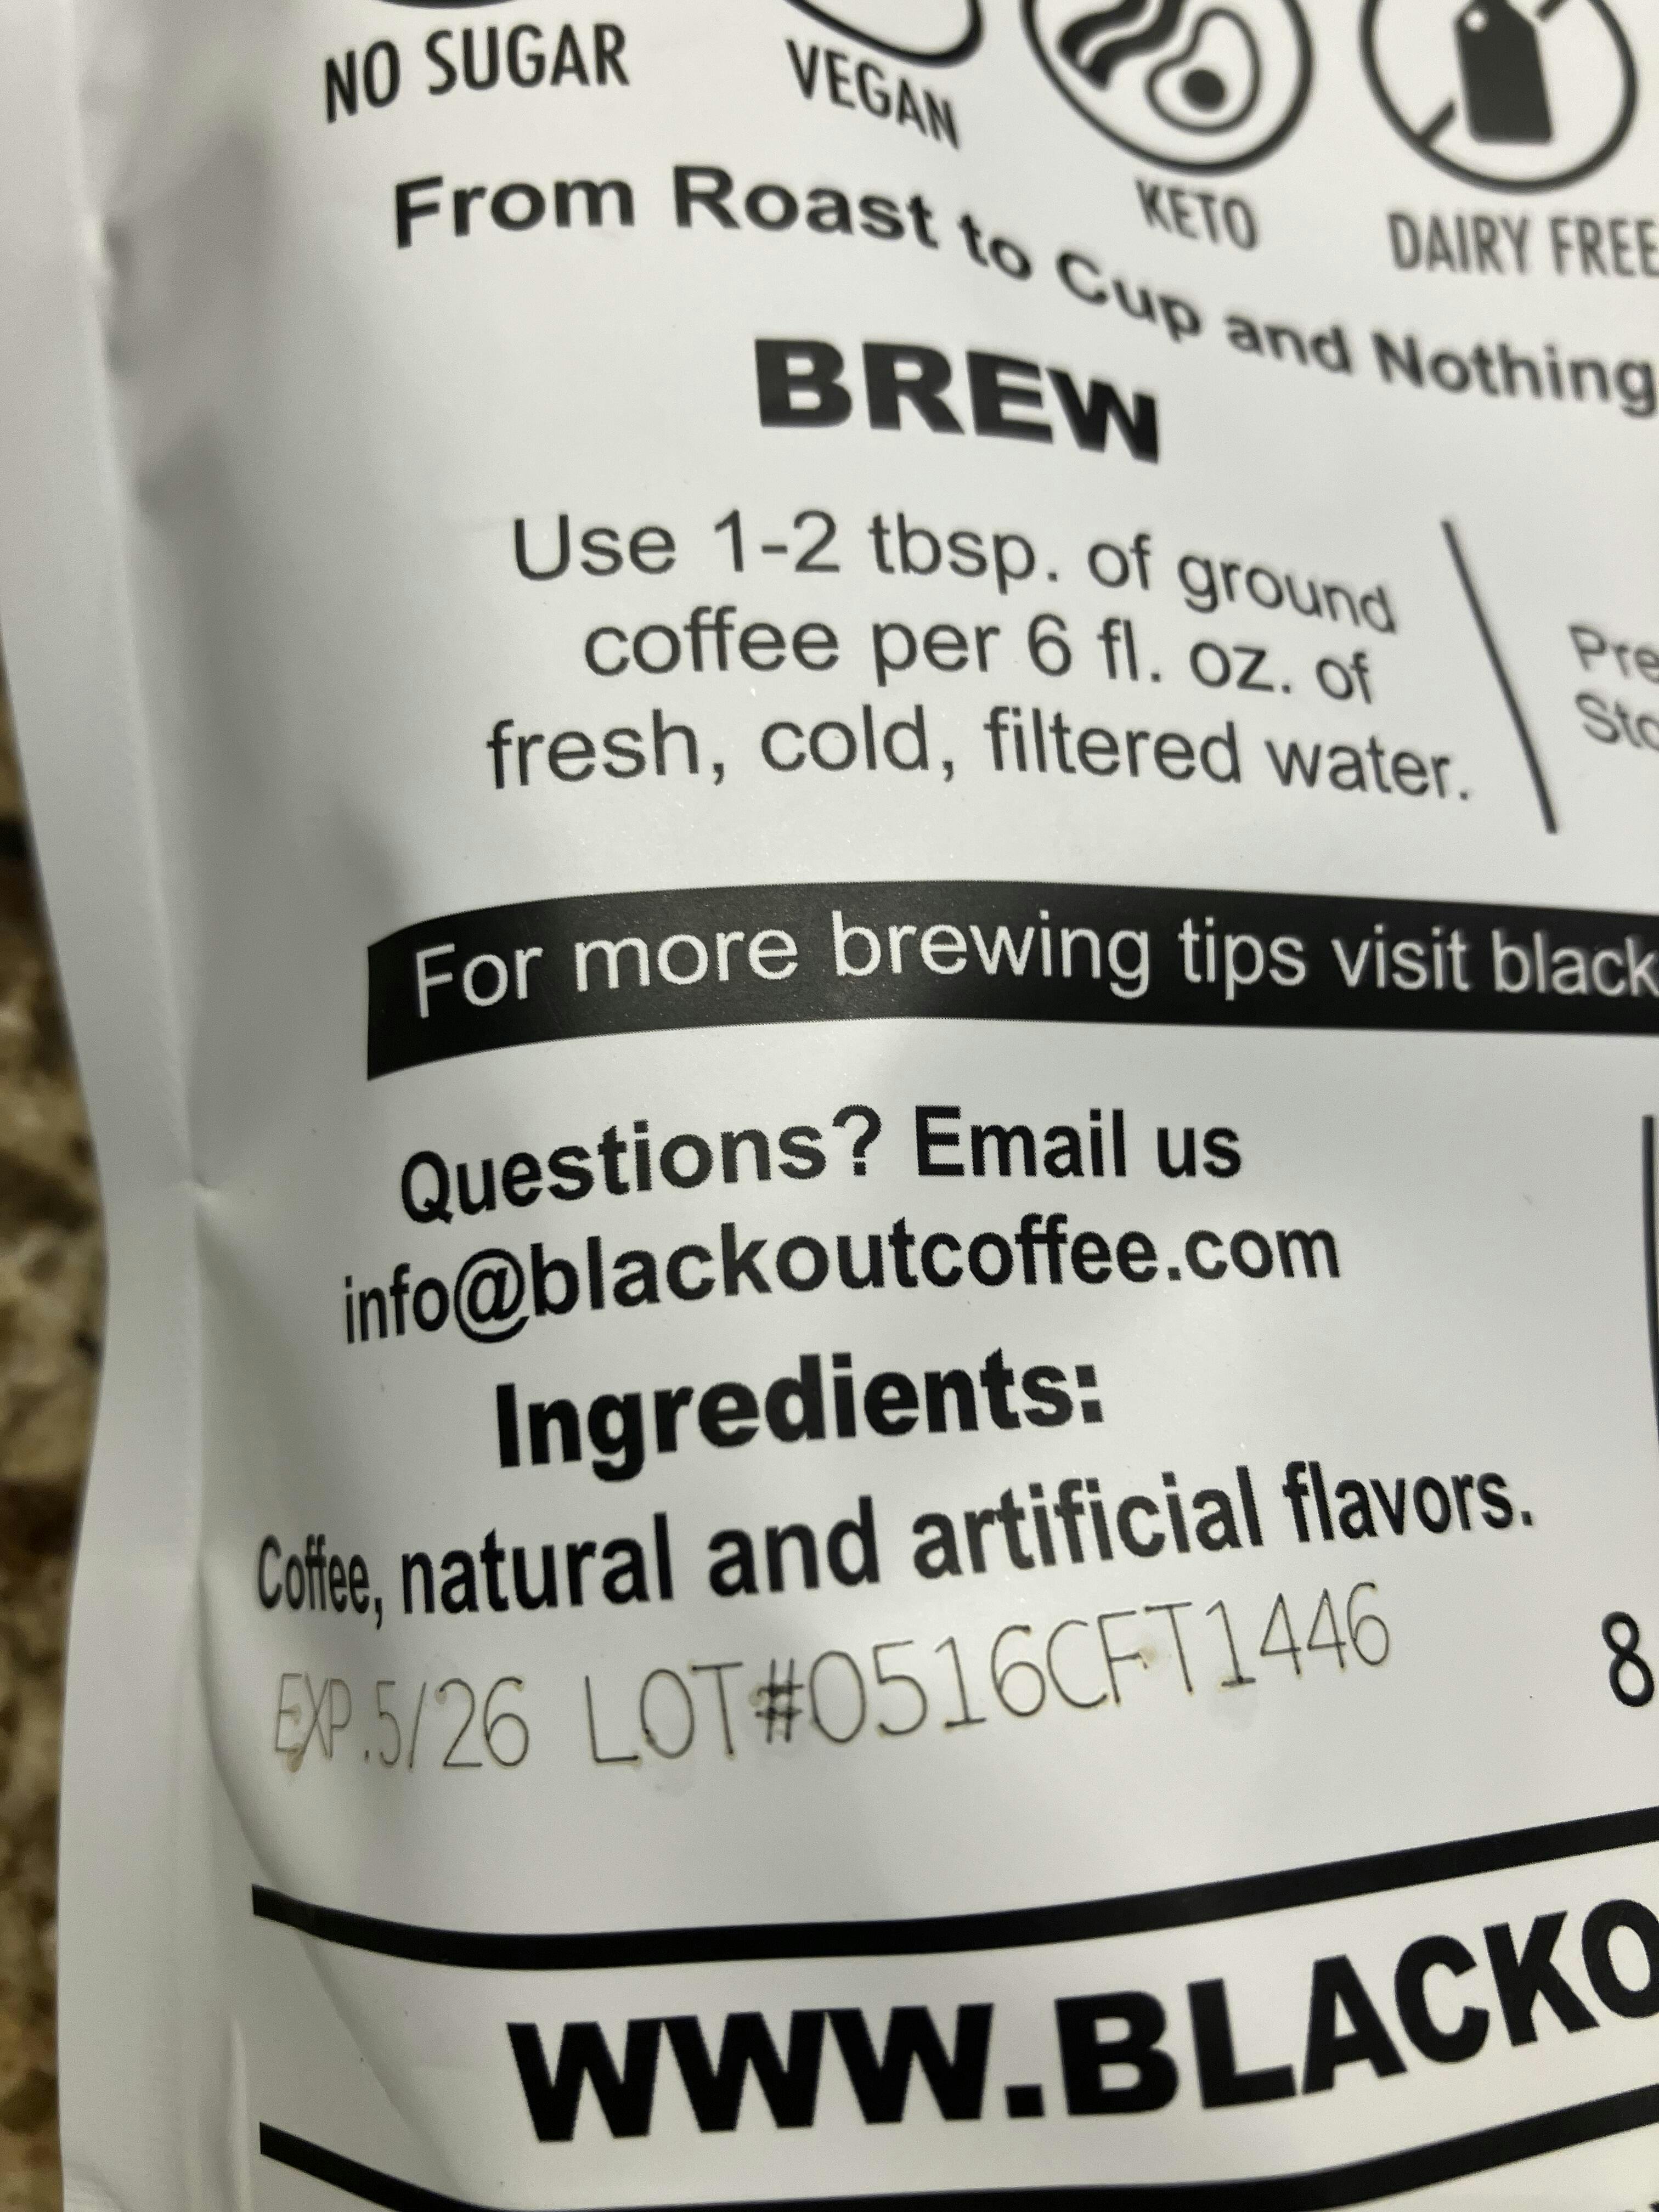 NO SUGAR
VEGAN
KETO
DAIRY FREE
From Roast to Cup and Nothing
BREW
Use 1-2 tbsp. of ground
coffee per 6 fl. oz. of
fresh, cold, filtered water.
Pre
Sto
For more brewing tips visit black
Questions? Email us
info@blackoutcoffee.com
Ingredients:
Coffee, natural and artificial flavors.
EXP.5/26 LOT#0516CFT1446
8
WWW.BLACKO